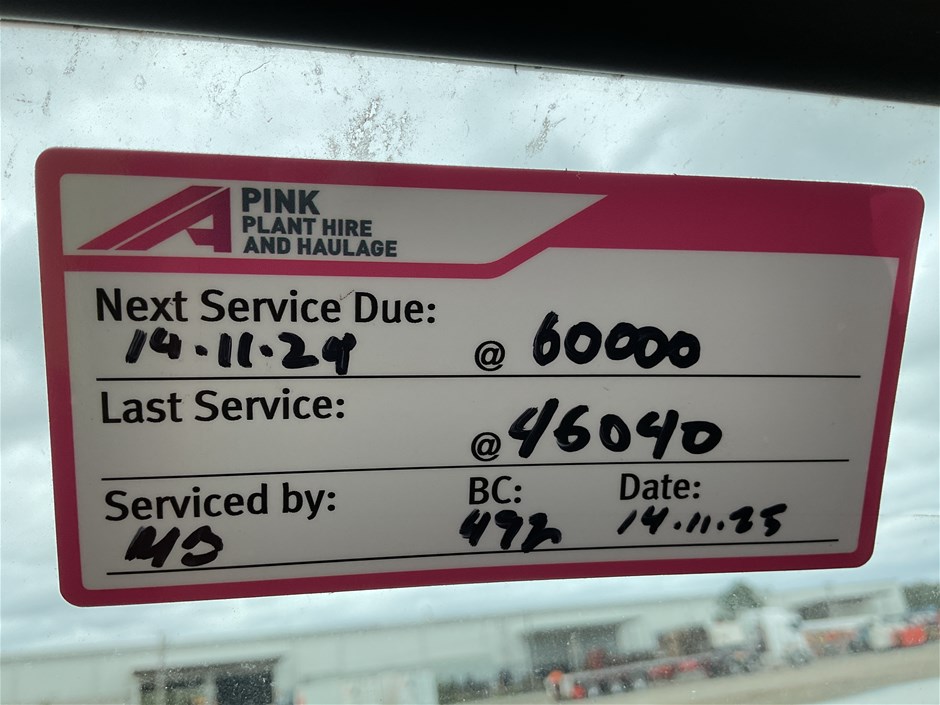 PINK
PLANT HIRE
AND HAULAGE
Next Service Due:
14.11.24 @ 60000
Last Service:
@ 46040
Serviced by: BC: Date:
492 14.11.25